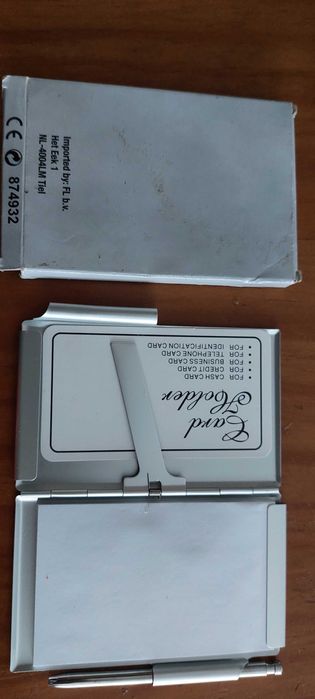 Imported by: FL b.v.
Het Eek 1
NL-4004LM Tiel
CE 874932
Card
Holder
• FOR CASH CARD
• FOR CREDIT CARD
• FOR BUSINESS CARD
• FOR TELEPHONE CARD
• FOR IDENTIFICATION CARD